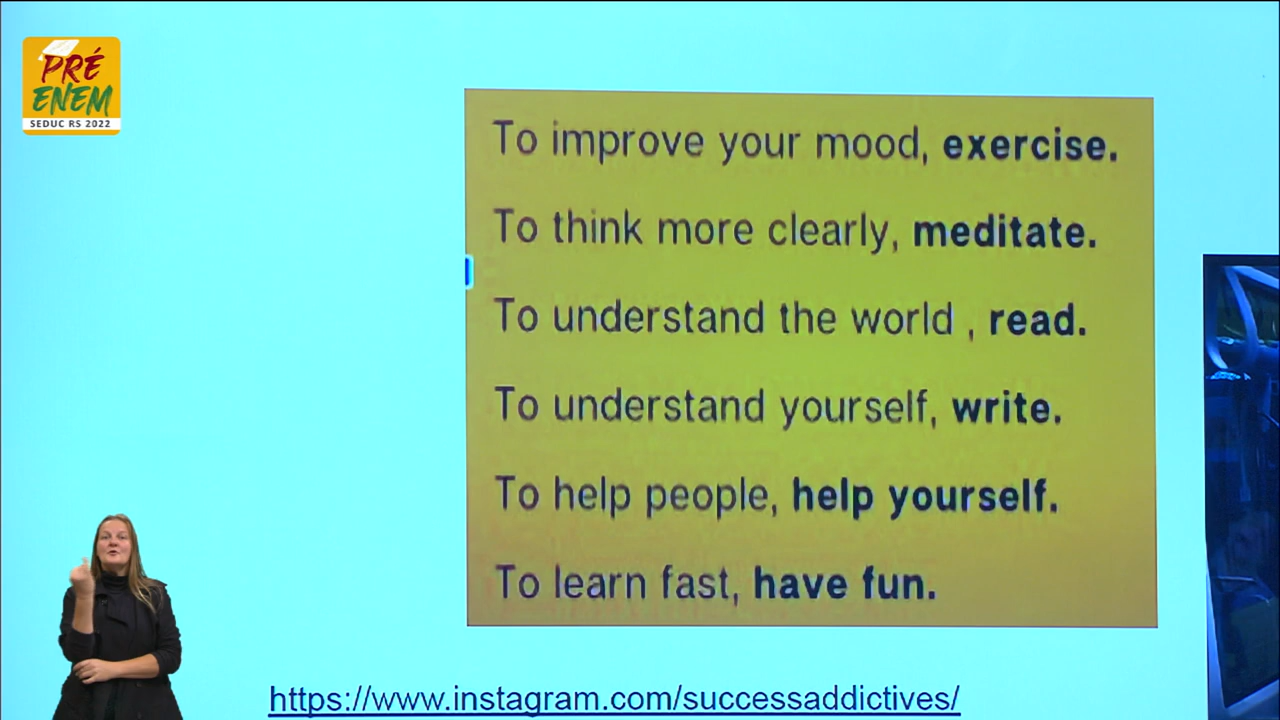 PRÉ
ENEM
SEDUC RS 2022
To improve your mood, exercise.
To think more clearly, meditate.
To understand the world , read.
To understand yourself, write.
To help people, help yourself.
To learn fast, have fun.
https://www.instagram.com/successaddictives/